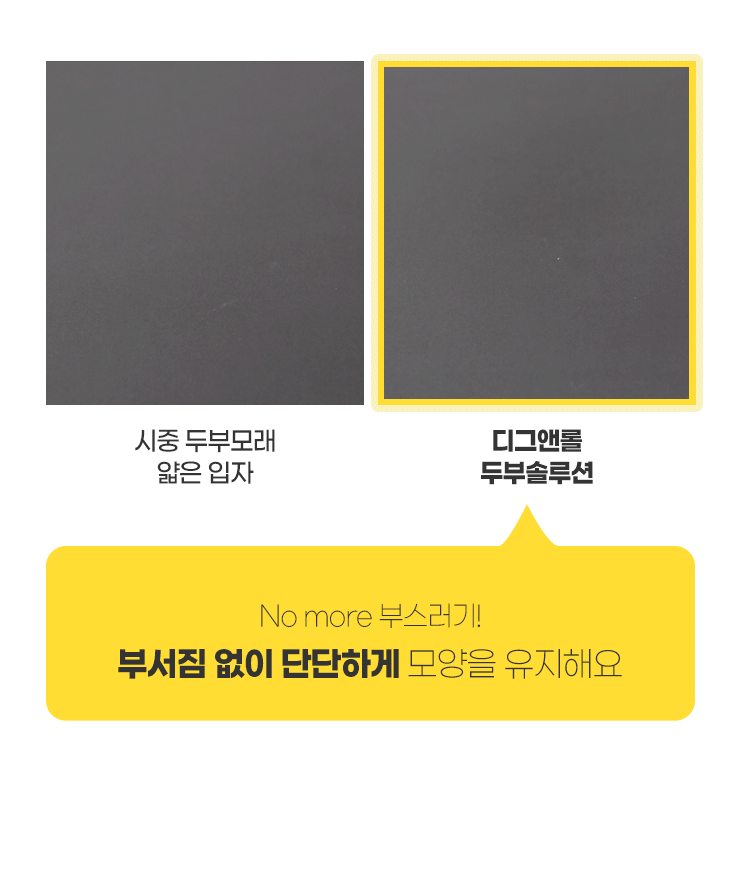 시중 두부모래
얇은 입자
디그앤롤
두부솔루션
No more 부스러기!
부서짐 없이 단단하게 모양을 유지해요